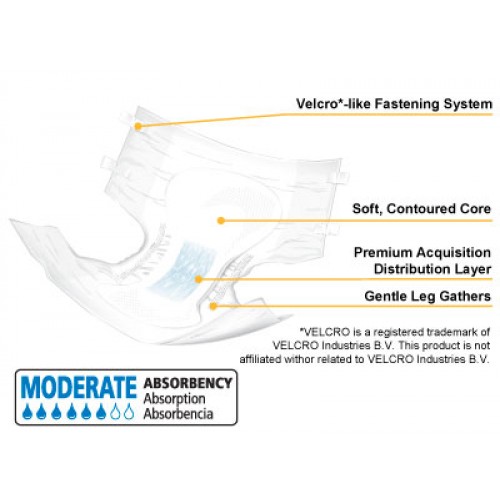 Velcro*-like Fastening System
Soft, Contoured Core
Premium Acquisition
Distribution Layer
Gentle Leg Gathers
*VELCRO is a registered trademark of
VELCRO Industries B.V. This product is not
affiliated withor related to VELCRO Industries B.V.
MODERATE ABSORBENCY
Absorption
Absorbencia